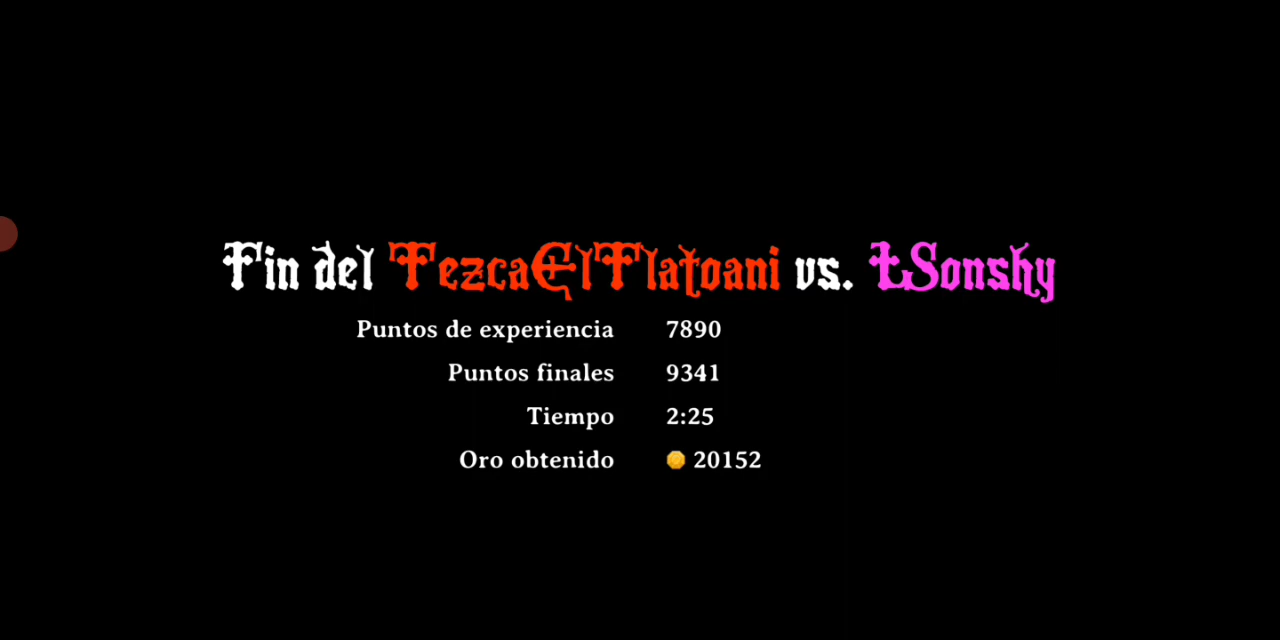 Fin del TezcaElTlatoani vs. LSonshy
Puntos de experiencia 7890
Puntos finales 9341
Tiempo 2:25
Oro obtenido 20152